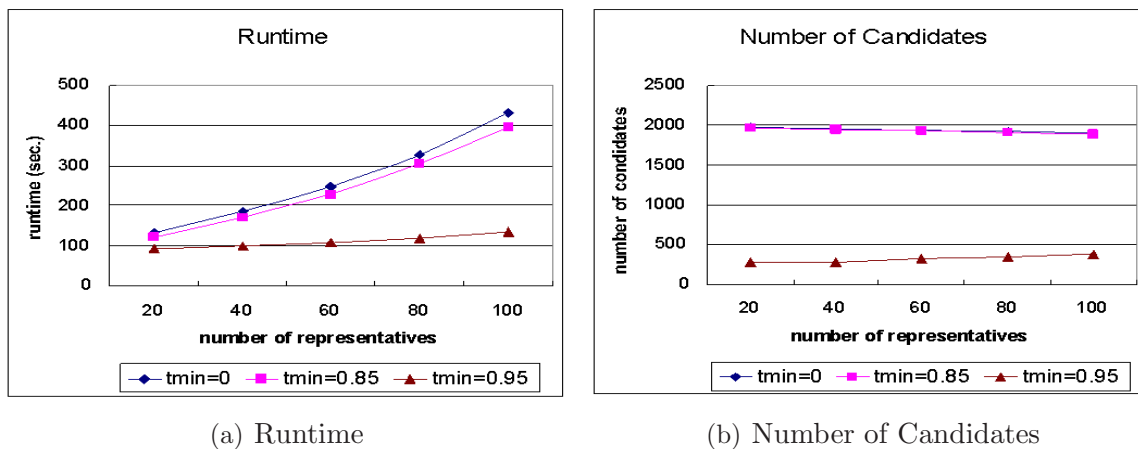 Runtime
500
400
300
200
100
0
runtime (sec.)
20 40 60 80 100
number of representatives
tmin=0 tmin=0.85 tmin=0.95
(a) Runtime
Number of Candidates
2500
2000
1500
1000
500
0
number of condidates
20 40 60 80 100
number of representatives
tmin=0 tmin=0.85 tmin=0.95
(b) Number of Candidates